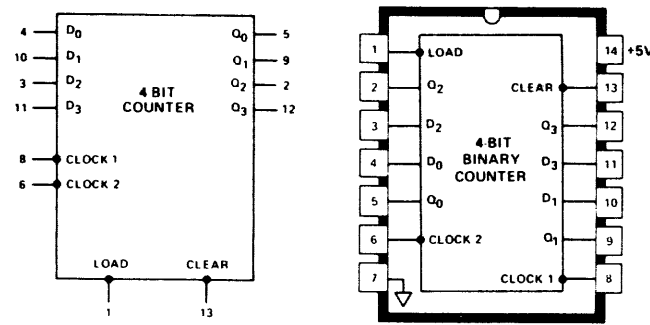 4 D0 Q0 5
10 D1 Q1 9
3 D2 Q2 2
11 D3 Q3 12
4 BIT
COUNTER
8 CLOCK 1
6 CLOCK 2
LOAD CLEAR
1 13
1 LOAD 14 +5V
2 Q2 CLEAR 13
3 D2 Q3 12
4-BIT
BINARY
COUNTER
4 D0 D3 11
5 Q0 D1 10
6 CLOCK 2 Q1 9
7 CLOCK 1 8